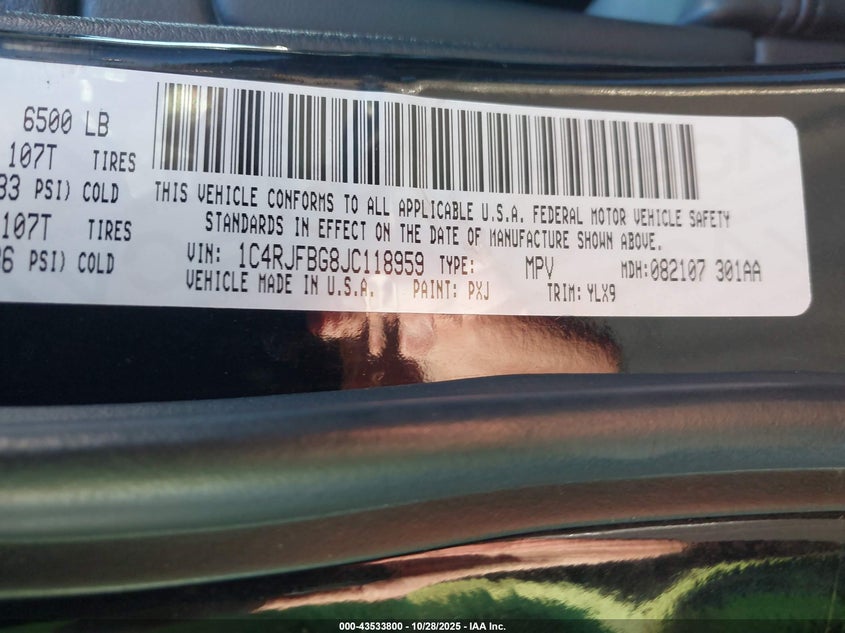 6500 LB
107T TIRES
33 PSI) COLD
107T TIRES
PSI) COLD
THIS VEHICLE CONFORMS TO ALL APPLICABLE U.S.A. FEDERAL MOTOR VEHICLE SAFETY
STANDARDS IN EFFECT ON THE DATE OF MANUFACTURE SHOWN ABOVE.
VIN: 1C4RJFBG8JC118959 TYPE: MPV MDH:082107 301AA
VEHICLE MADE IN U.S.A. PAINT: PXJ TRIM: YLX9
000-43533800 - 10/28/2025 - IAA Inc.